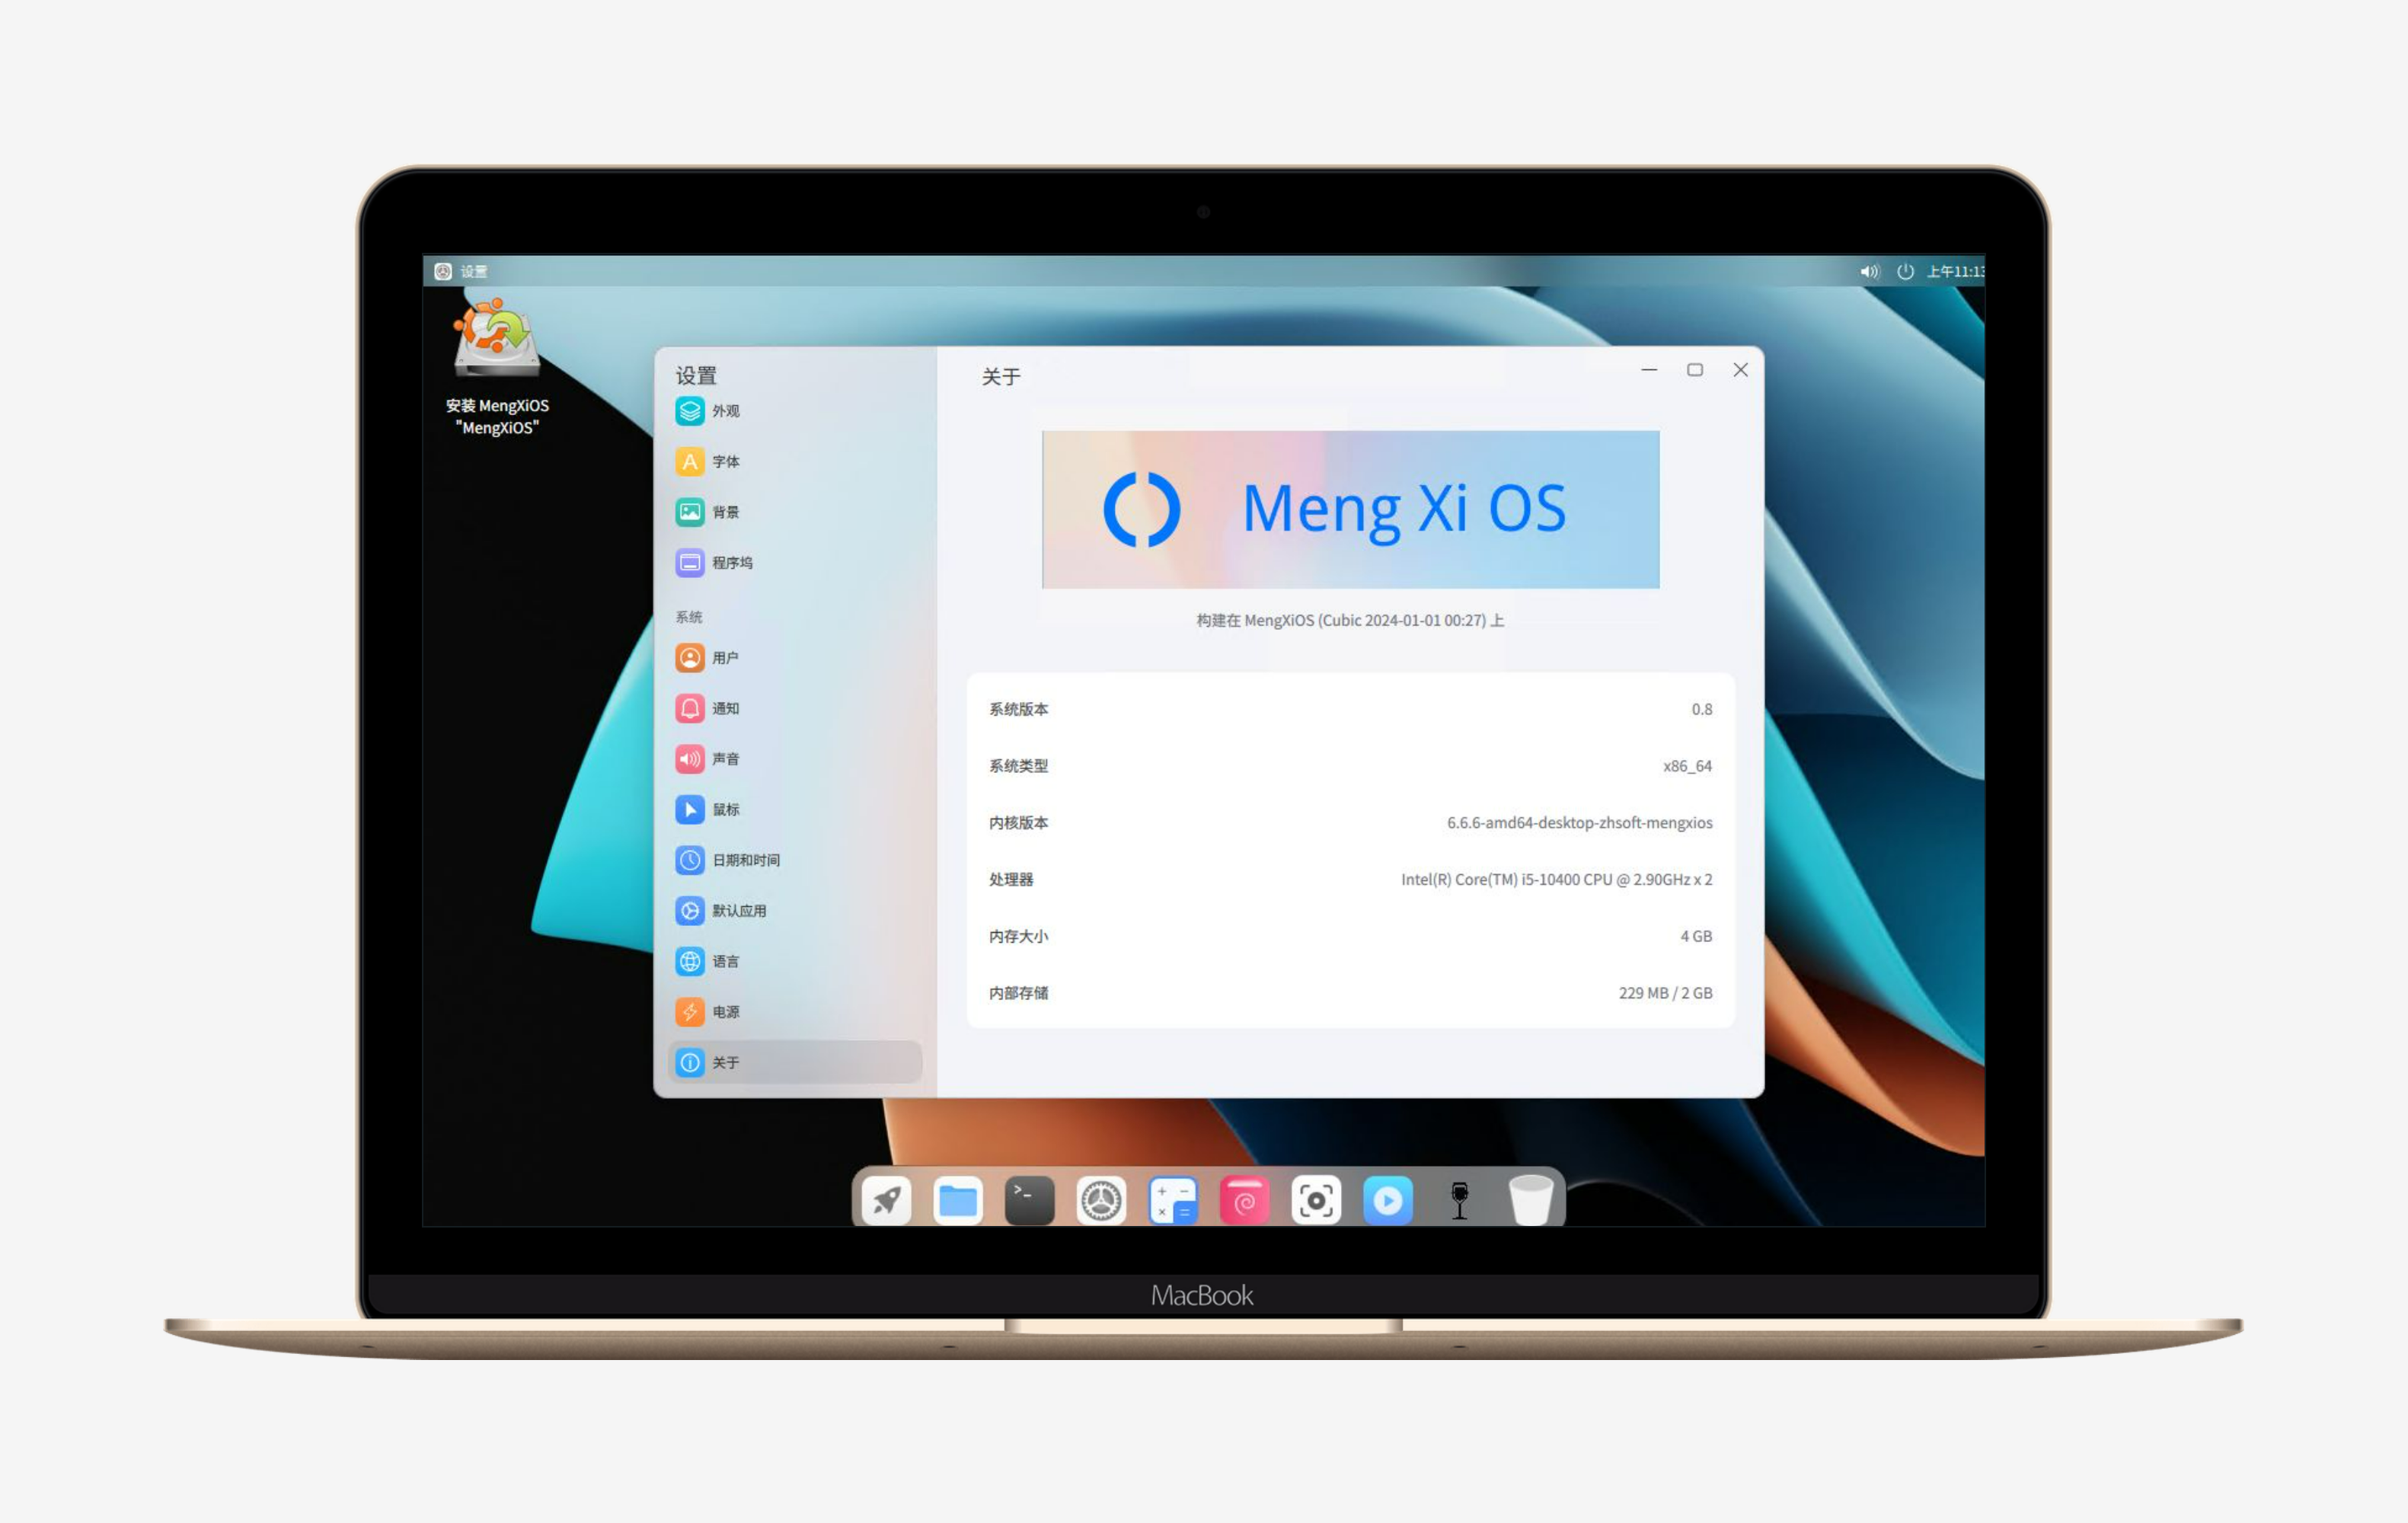 设置
上午11:13
安装 MengXiOS
"MengXiOS"
设置
外观
字体
背景
程序坞
系统
用户
通知
声音
鼠标
日期和时间
默认应用
语言
电源
关于
关于
Meng Xi OS
构建在 MengXiOS (Cubic 2024-01-01 00:27) 上
系统版本 0.8
系统类型 x86_64
内核版本 6.6.6-amd64-desktop-zhsoft-mengxios
处理器 Intel(R) Core(TM) i5-10400 CPU @ 2.90GHz x 2
内存大小 4 GB
内部存储 229 MB / 2 GB
MacBook